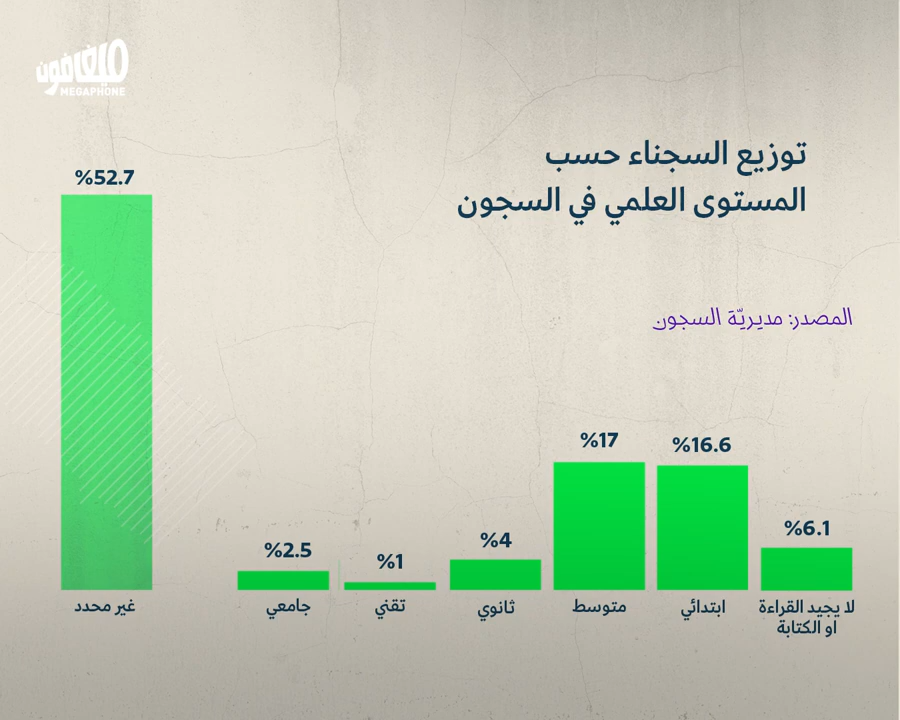 ميغافون
MEGAPHONE
توزيع السجناء حسب
المستوى العلمي في السجون
المصدر: مديريّة السجون
%6.1
%16.6
%17
%4
%1
%2.5
%52.7
لا يجيد القراءة
او الكتابة
ابتدائي
متوسط
ثانوي
تقني
جامعي
غير محدد